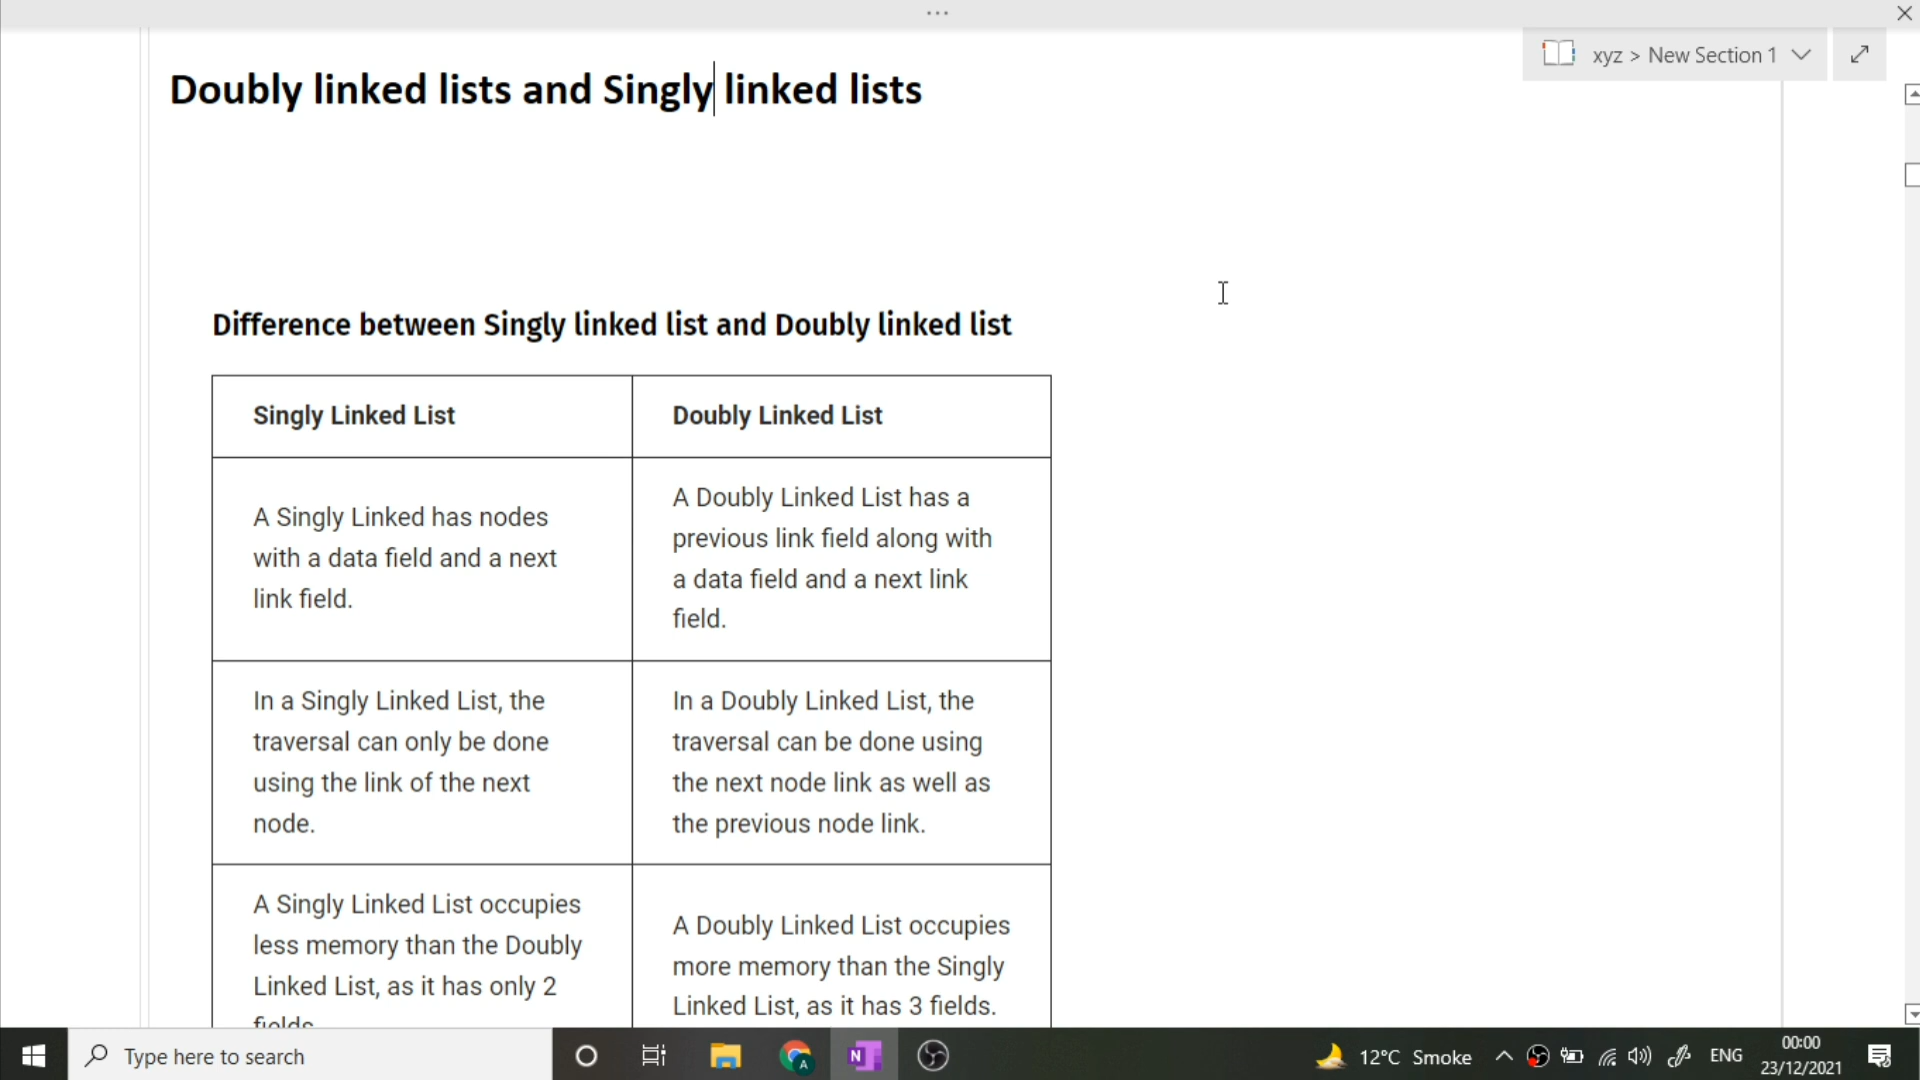 xyz > New Section 1
Doubly linked lists and Singly linked lists
Difference between Singly linked list and Doubly linked list
Singly Linked List
Doubly Linked List
A Singly Linked has nodes
with a data field and a next
link field.
A Doubly Linked List has a
previous link field along with
a data field and a next link
field.
In a Singly Linked List, the
traversal can only be done
using the link of the next
node.
In a Doubly Linked List, the
traversal can be done using
the next node link as well as
the previous node link.
A Singly Linked List occupies
less memory than the Doubly
Linked List, as it has only 2
fields
A Doubly Linked List occupies
more memory than the Singly
Linked List, as it has 3 fields.
Type here to search
A
N
12°C Smoke
ENG
00:00
23/12/2021